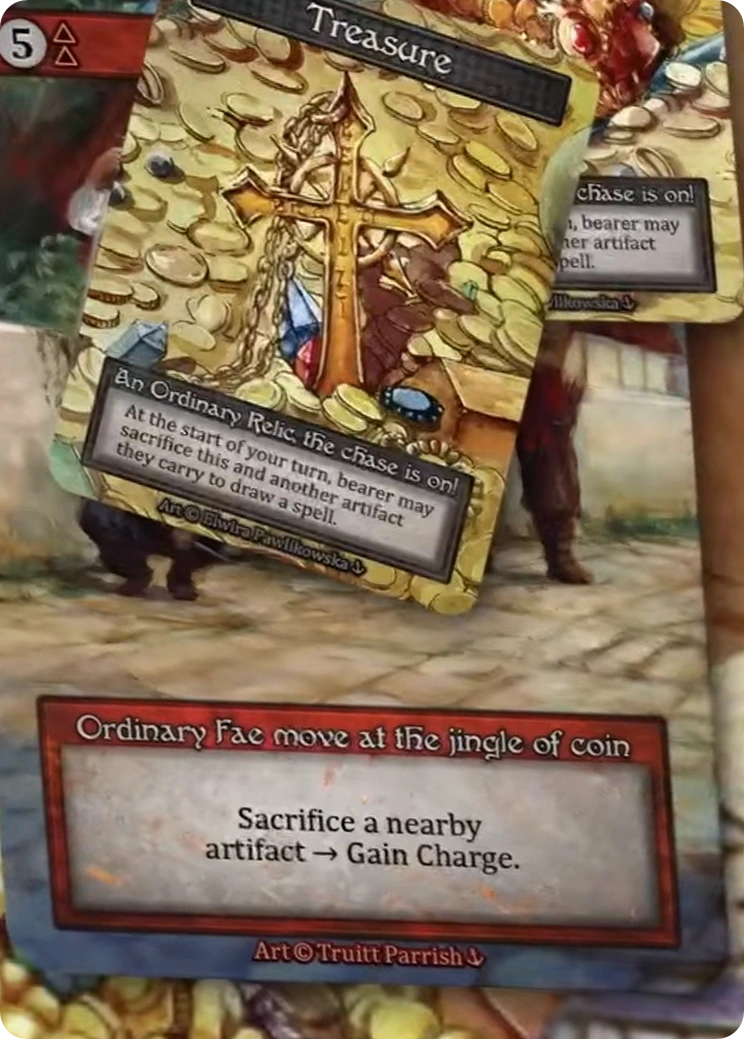 5
Treasure
An Ordinary Relic, the chase is on!
At the start of your turn, bearer may
sacrifice this and another artifact
they carry to draw a spell.
Art © Elwira Pawlikowska
chase is on!
, bearer may
her artifact
pell.
likowska
Ordinary Fae move at the jingle of coin
Sacrifice a nearby
artifact → Gain Charge.
Art © Truitt Parrish